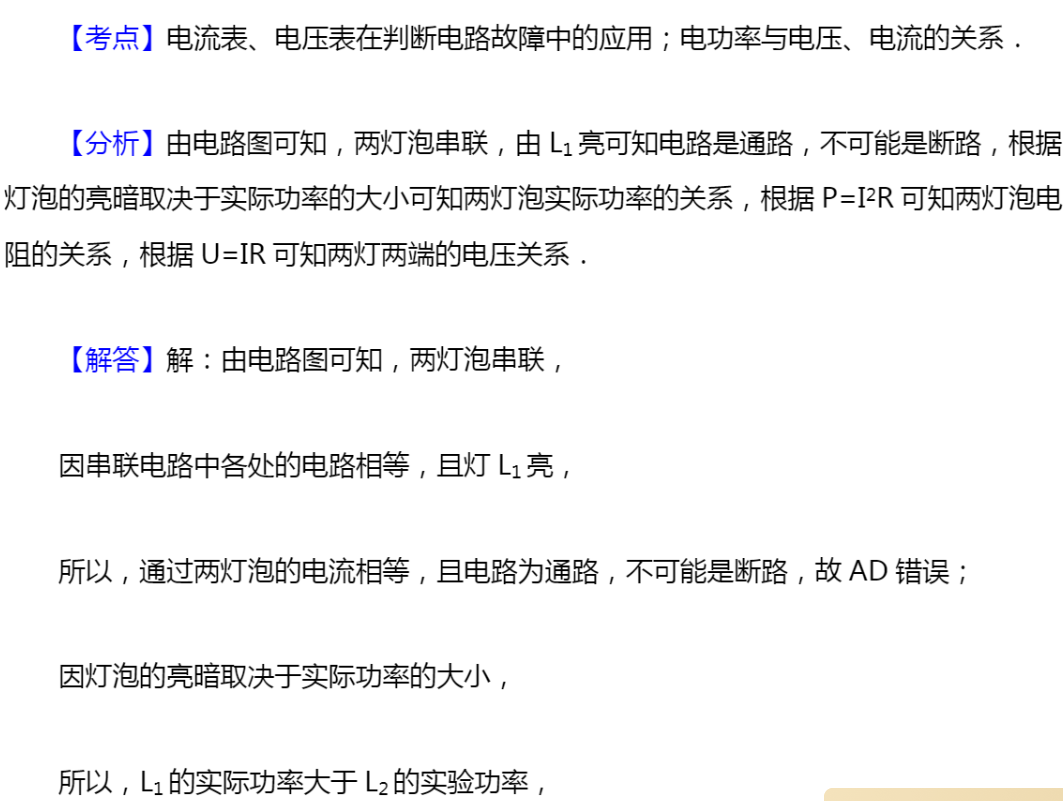 【考点】电流表、电压表在判断电路故障中的应用；电功率与电压、电流的关系．
【分析】由电路图可知，两灯泡串联，由 L₁ 亮可知电路是通路，不可能是断路，根据
灯泡的亮暗取决于实际功率的大小可知两灯泡实际功率的关系，根据 P=I²R 可知两灯泡电
阻的关系，根据 U=IR 可知两灯两端的电压关系．
【解答】解：由电路图可知，两灯泡串联，
因串联电路中各处的电路相等，且灯 L₁ 亮，
所以，通过两灯泡的电流相等，且电路为通路，不可能是断路，故 AD 错误；
因灯泡的亮暗取决于实际功率的大小，
所以，L₁ 的实际功率大于 L₂ 的实验功率，